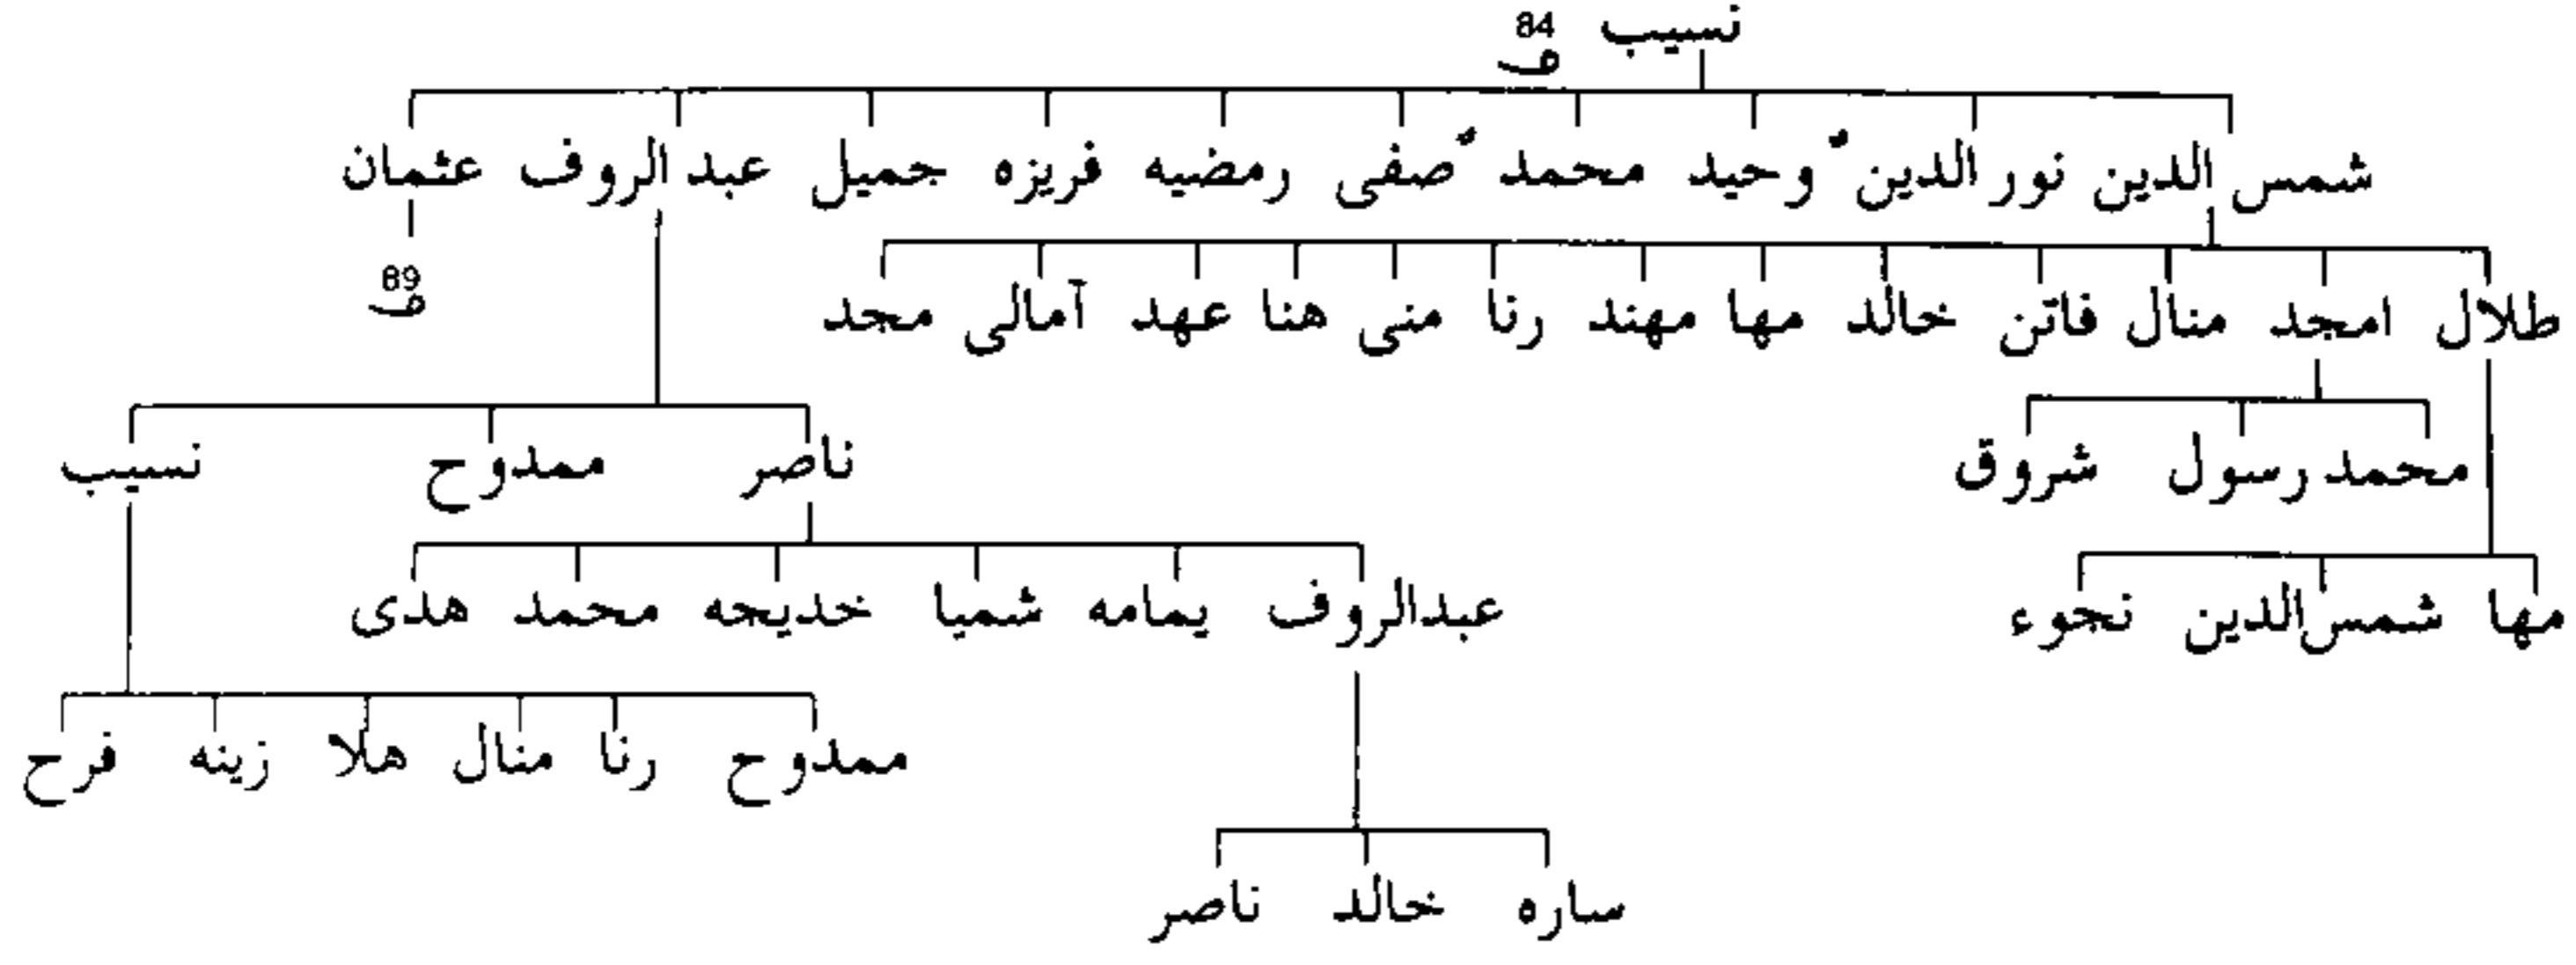 نسيب 84 ص
شمس الدين نور الدين وحيد محمد صفى رمضيه فريزه جميل عبد الروف عثمان
طلال امجد منال فاتن خالد مها مهند رنا منى هنا عهد آمالى مجد
89 ص
محمد رسول شروق ناصر ممدوح نسيب
مها شمس الدين نجوء عبدالروف يمامه شميا خديجه محمد هدى
ممدوح رنا منال هلا زينه فرح
ساره خالد ناصر